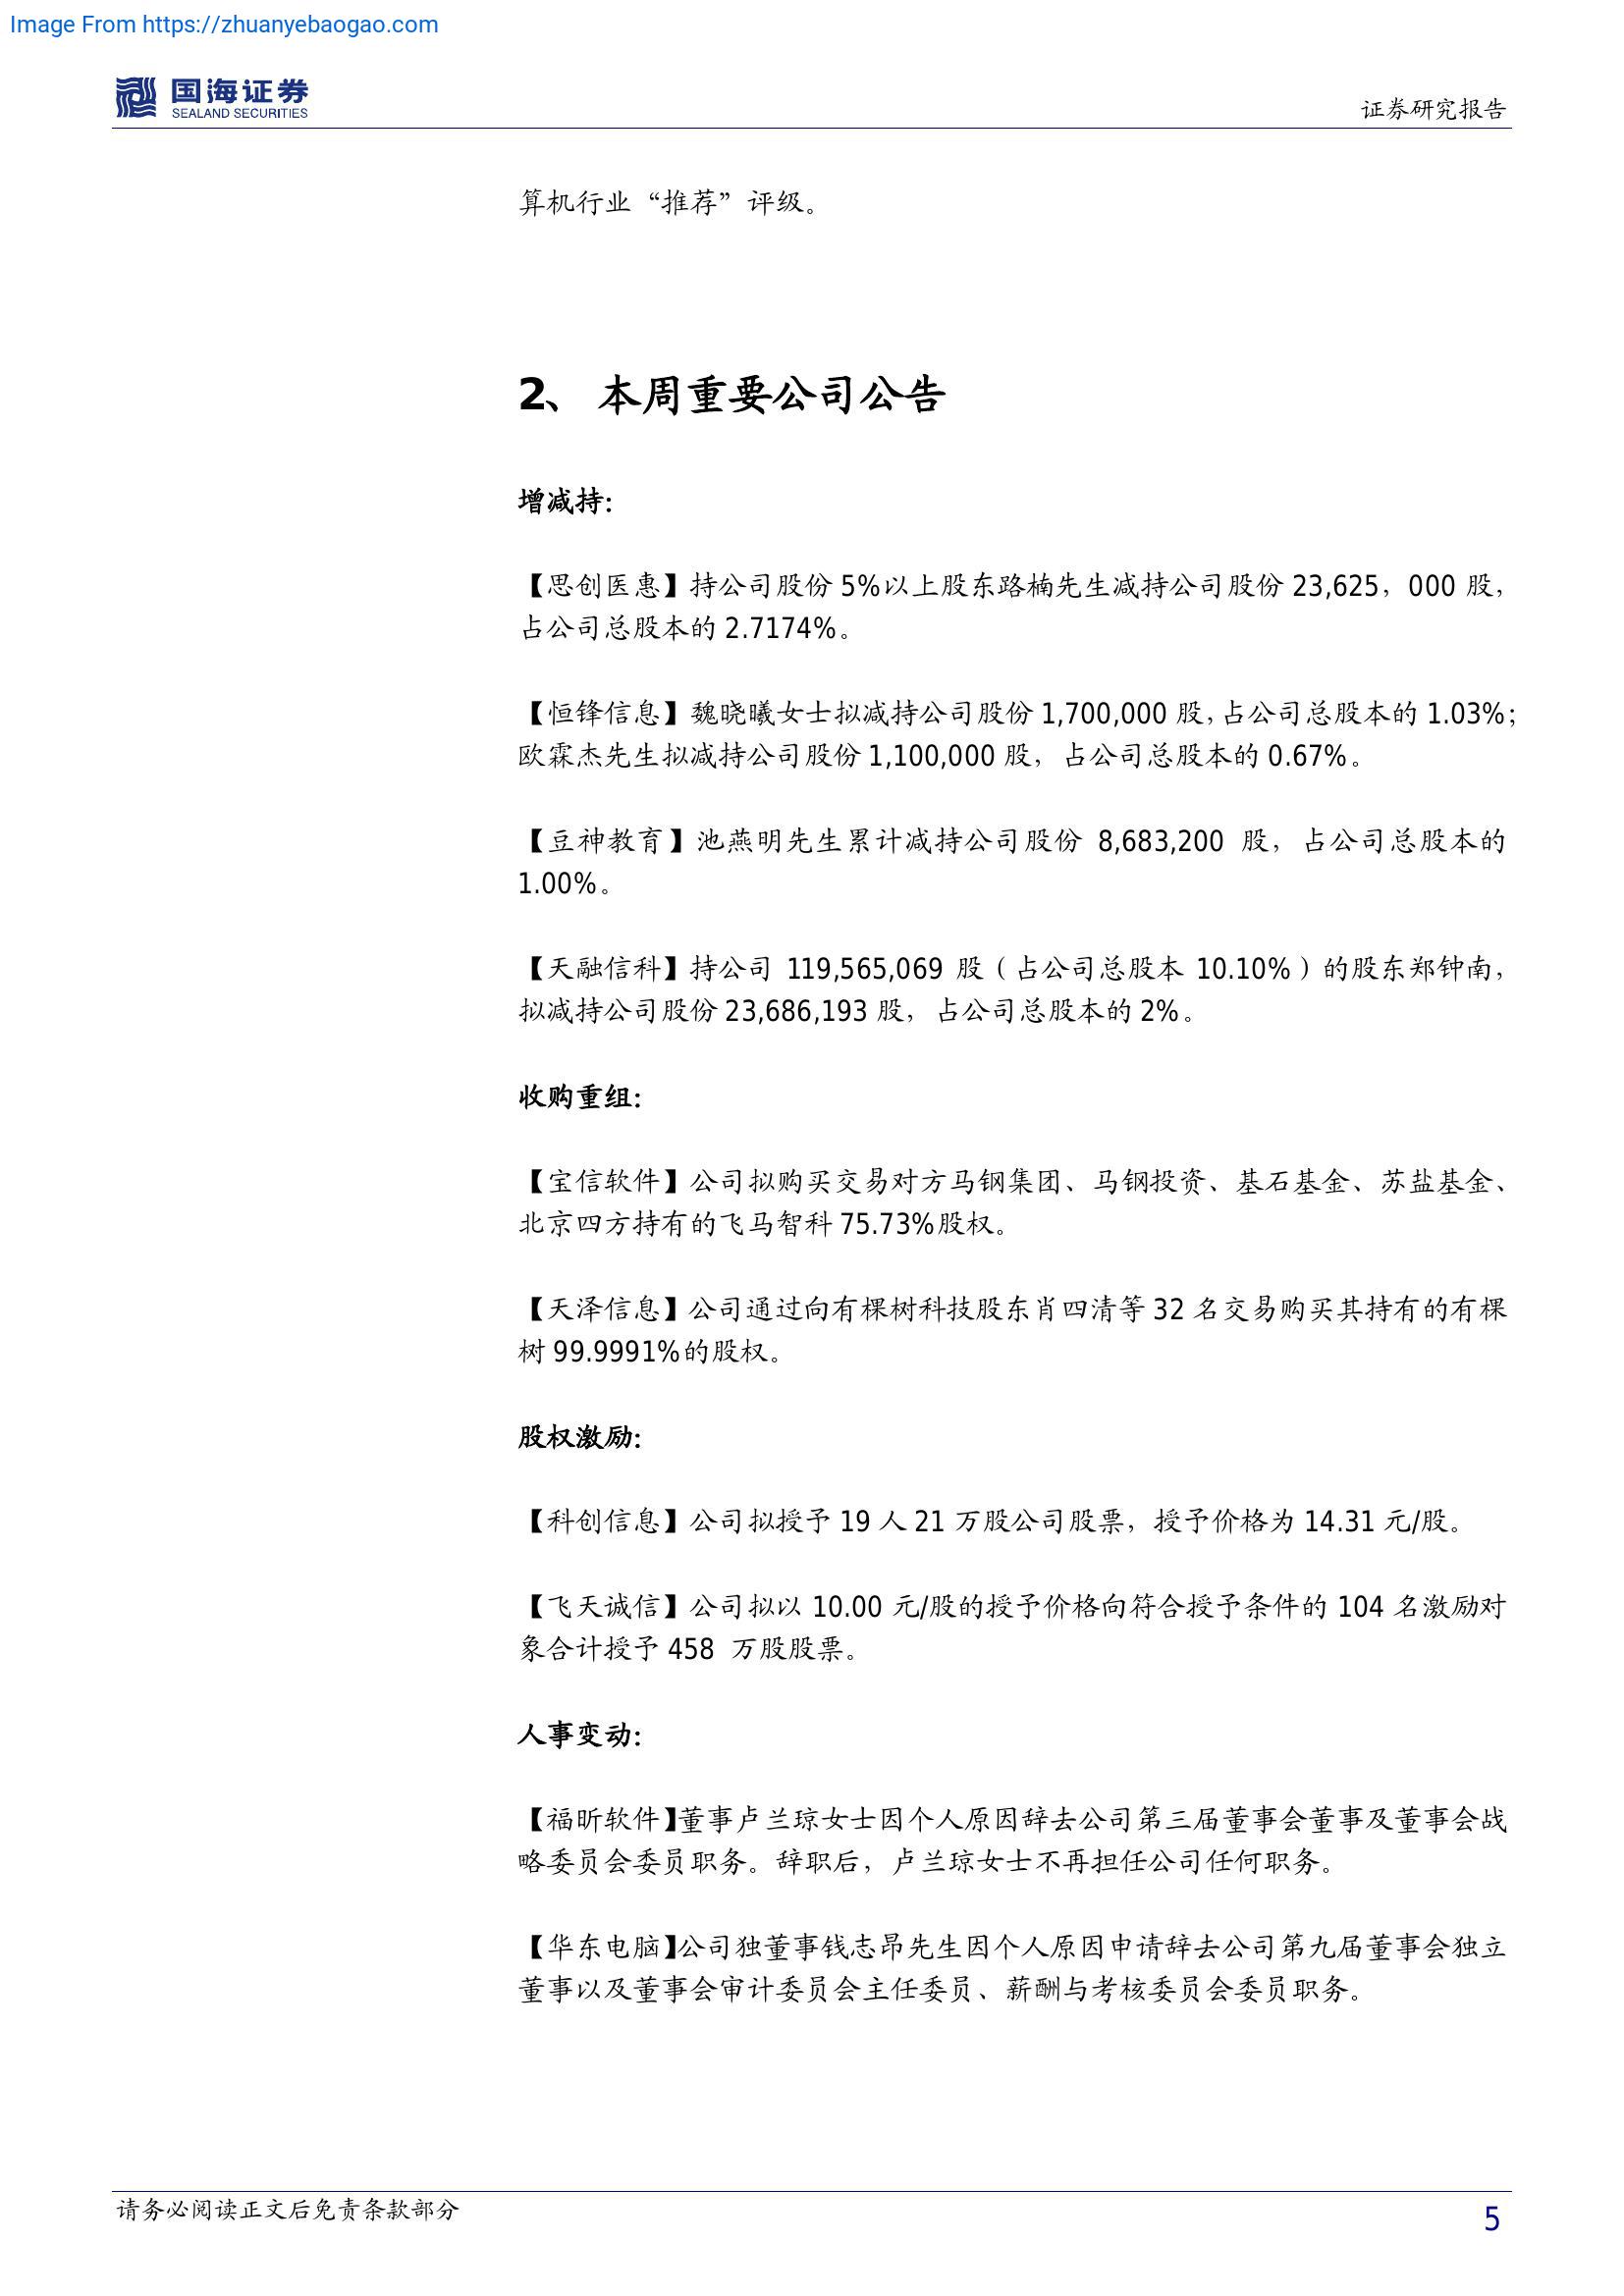 Image From https://zhuanyebaogao.com
国海证券
SEALAND SECURITIES
证券研究报告
算机行业“推荐”评级。
2、 本周重要公司公告
增减持：
【思创医惠】持公司股份 5%以上股东路楠先生减持公司股份 23,625，000 股，
占公司总股本的 2.7174%。
【恒锋信息】魏晓曦女士拟减持公司股份 1,700,000 股，占公司总股本的 1.03%；
欧霖杰先生拟减持公司股份 1,100,000 股，占公司总股本的 0.67%。
【豆神教育】池燕明先生累计减持公司股份 8,683,200 股，占公司总股本的
1.00%。
【天融信科】持公司 119,565,069 股（占公司总股本 10.10%）的股东郑钟南，
拟减持公司股份 23,686,193 股，占公司总股本的 2%。
收购重组：
【宝信软件】公司拟购买交易对方马钢集团、马钢投资、基石基金、苏盐基金、
北京四方持有的飞马智科 75.73%股权。
【天泽信息】公司通过向有棵树科技股东肖四清等 32 名交易购买其持有的有棵
树 99.9991%的股权。
股权激励：
【科创信息】公司拟授予 19 人 21 万股公司股票，授予价格为 14.31 元/股。
【飞天诚信】公司拟以 10.00 元/股的授予价格向符合授予条件的 104 名激励对
象合计授予 458 万股股票。
人事变动：
【福昕软件】董事卢兰琼女士因个人原因辞去公司第三届董事会董事及董事会战
略委员会委员职务。辞职后，卢兰琼女士不再担任公司任何职务。
【华东电脑】公司独董事钱志昂先生因个人原因申请辞去公司第九届董事会独立
董事以及董事会审计委员会主任委员、薪酬与考核委员会委员职务。
请务必阅读正文后免责条款部分
5